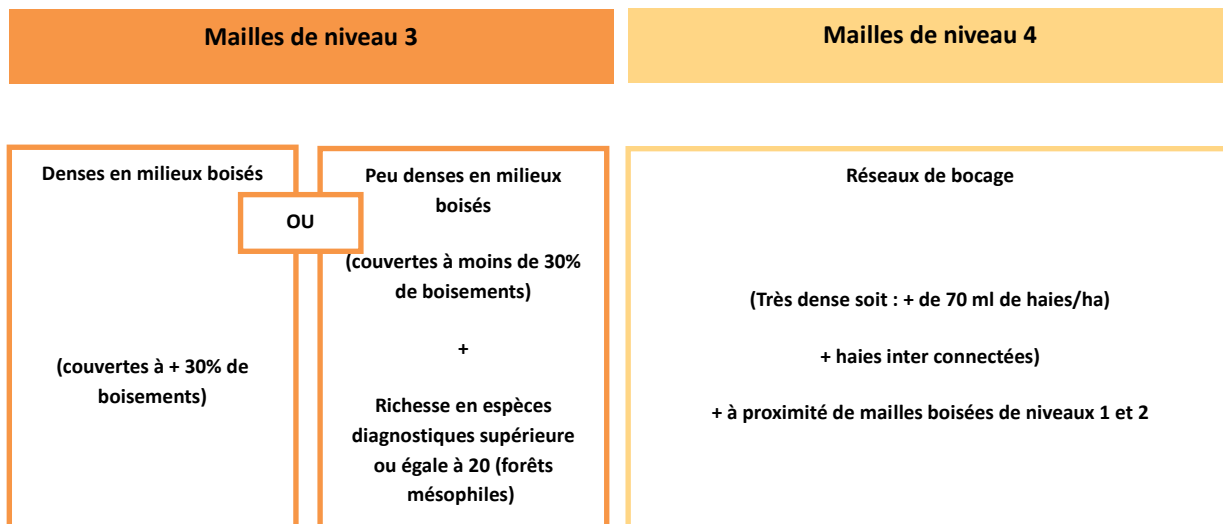 Mailles de niveau 3
Mailles de niveau 4
Denses en milieux boisés
(couvertes à + 30% de
boisements)
OU
Peu denses en milieux
boisés
(couvertes à moins de 30%
de boisements)
+
Richesse en espèces
diagnostiques supérieure
ou égale à 20 (forêts
mésophiles)
Réseaux de bocage
(Très dense soit : + de 70 ml de haies/ha)
+ haies inter connectées)
+ à proximité de mailles boisées de niveaux 1 et 2